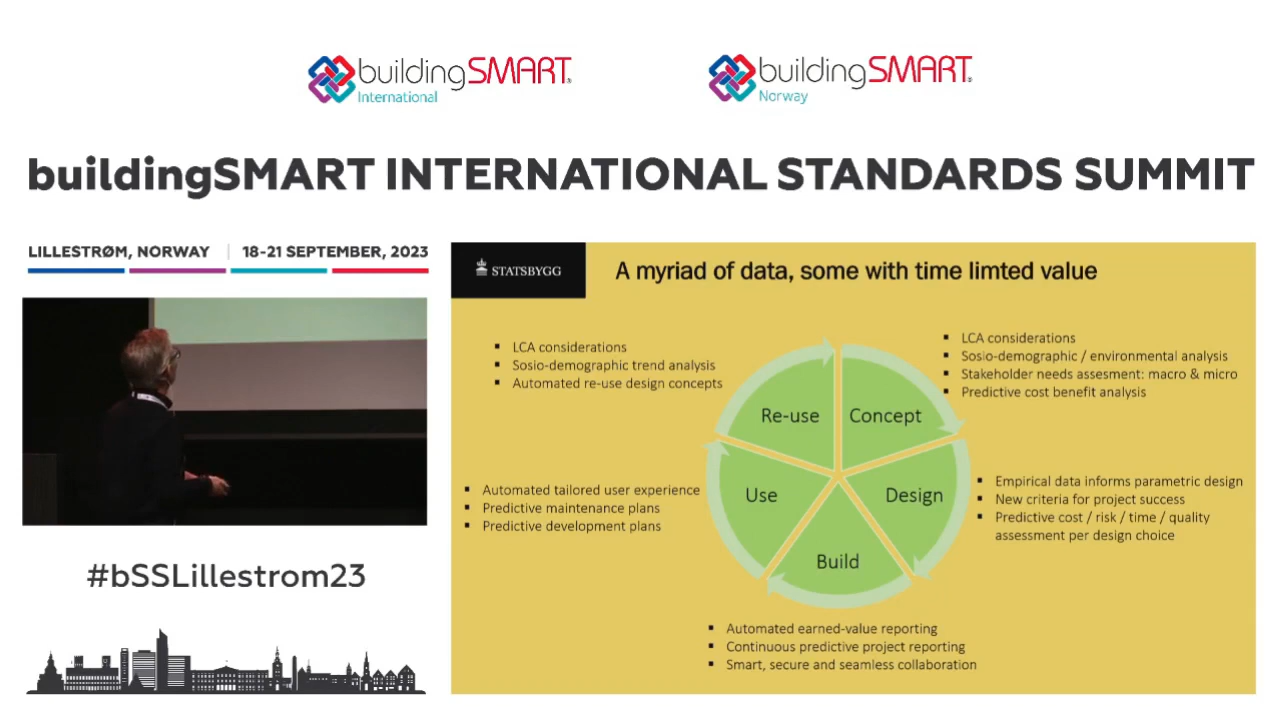 buildingSMART®
International
buildingSMART®
Norway
buildingSMART INTERNATIONAL STANDARDS SUMMIT
LILLESTRØM, NORWAY | 18-21 SEPTEMBER, 2023
STATSBYGG
A myriad of data, some with time limted value
▪ LCA considerations
▪ Sosio-demographic trend analysis
▪ Automated re-use design concepts
▪ LCA considerations
▪ Sosio-demographic / environmental analysis
▪ Stakeholder needs assesment: macro & micro
▪ Predictive cost benefit analysis
Re-use
Concept
Use
Design
Build
▪ Automated tailored user experience
▪ Predictive maintenance plans
▪ Predictive development plans
▪ Empirical data informs parametric design
▪ New criteria for project success
▪ Predictive cost / risk / time / quality
assessment per design choice
▪ Automated earned-value reporting
▪ Continuous predictive project reporting
▪ Smart, secure and seamless collaboration
#bSSLillestrom23